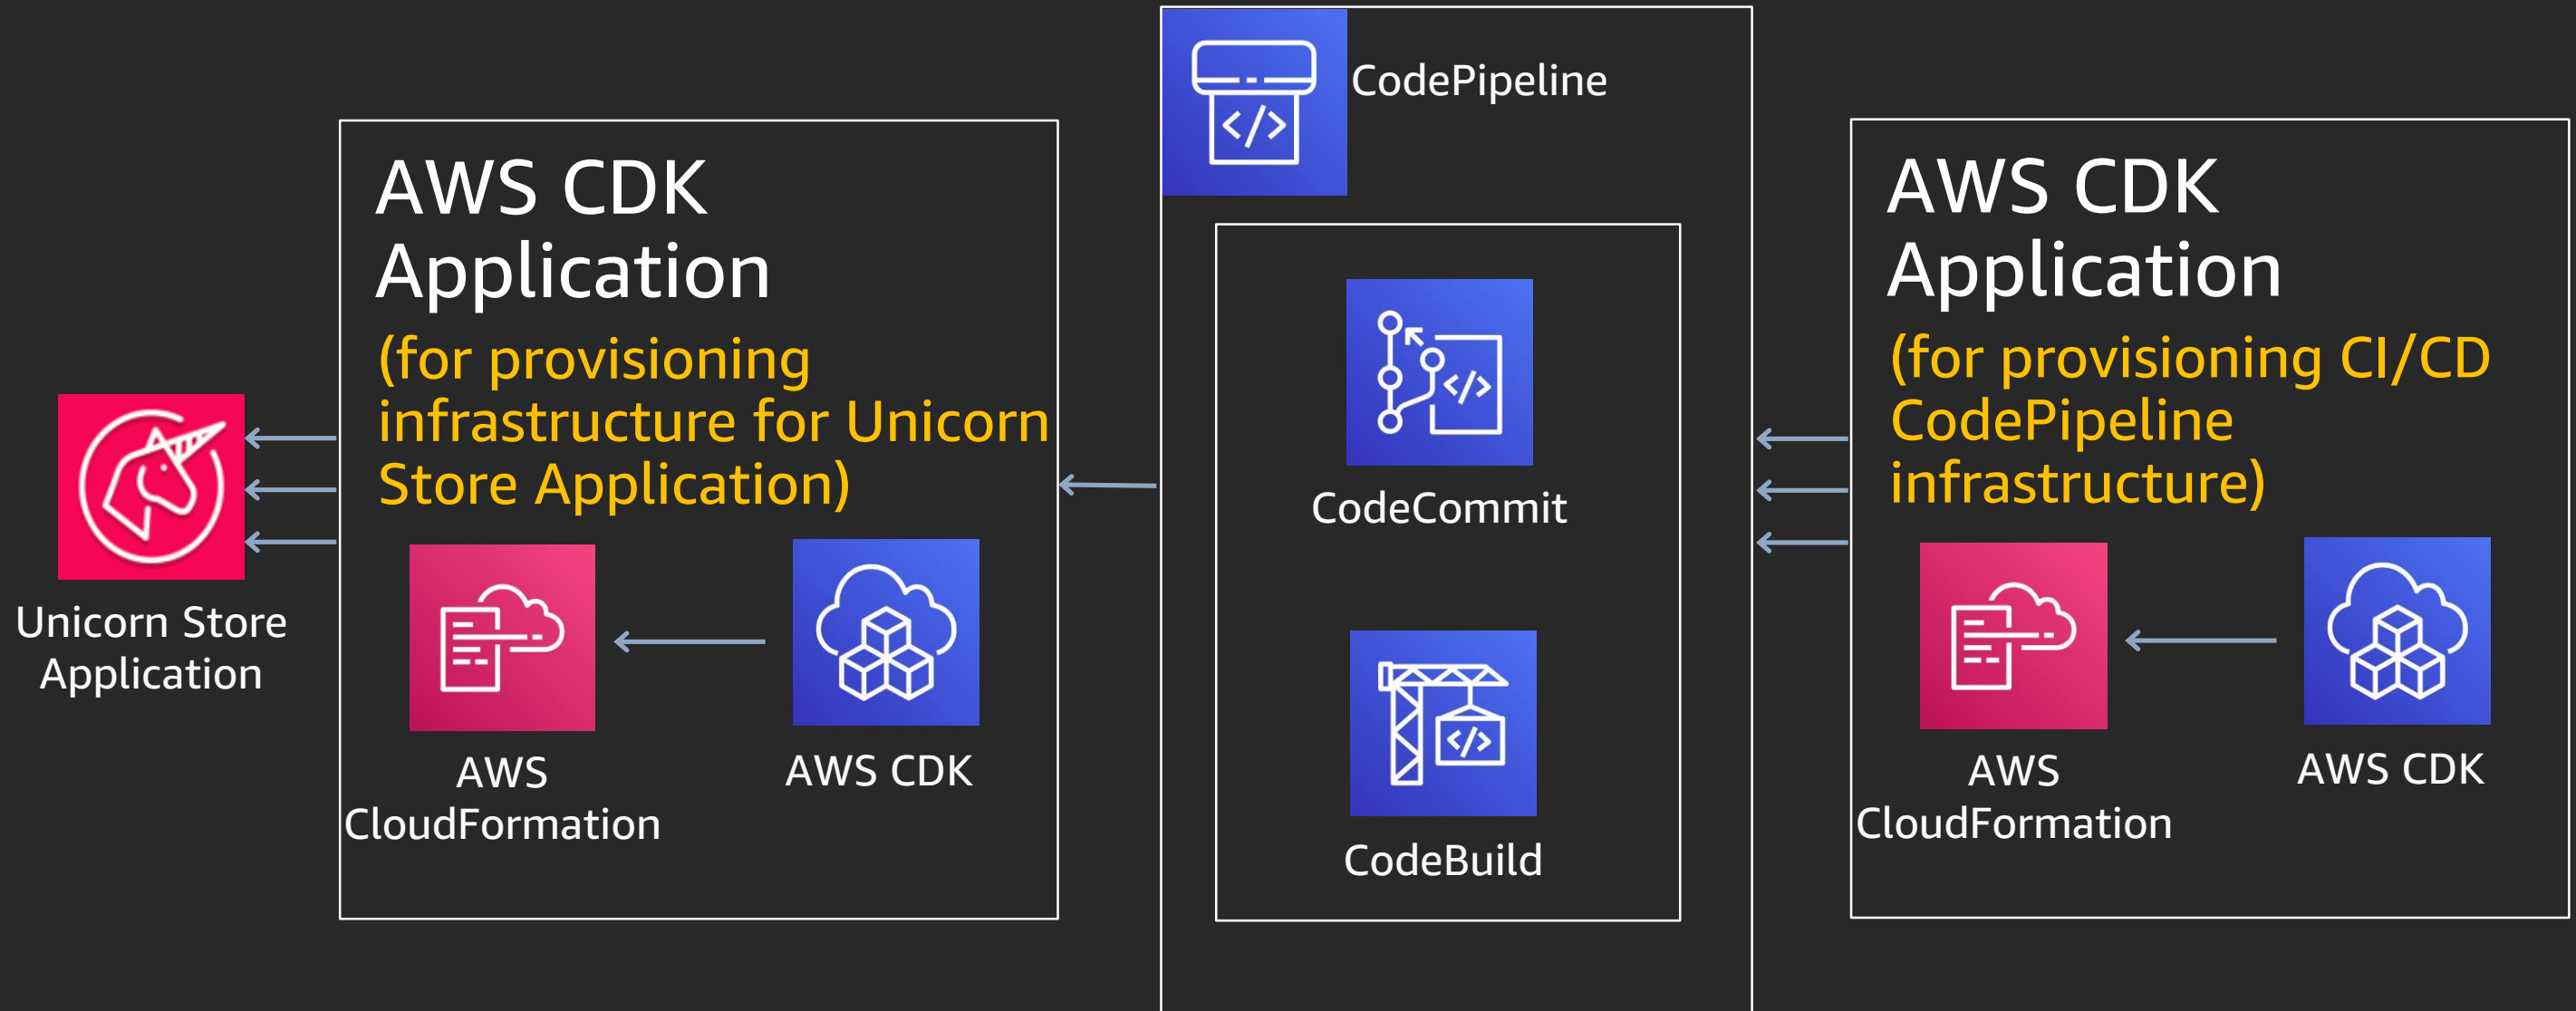 Unicorn Store
Application
AWS CDK
Application
(for provisioning
infrastructure for Unicorn
Store Application)
AWS
CloudFormation
AWS CDK
CodePipeline
CodeCommit
CodeBuild
AWS CDK
Application
(for provisioning CI/CD
CodePipeline
infrastructure)
AWS
CloudFormation
AWS CDK